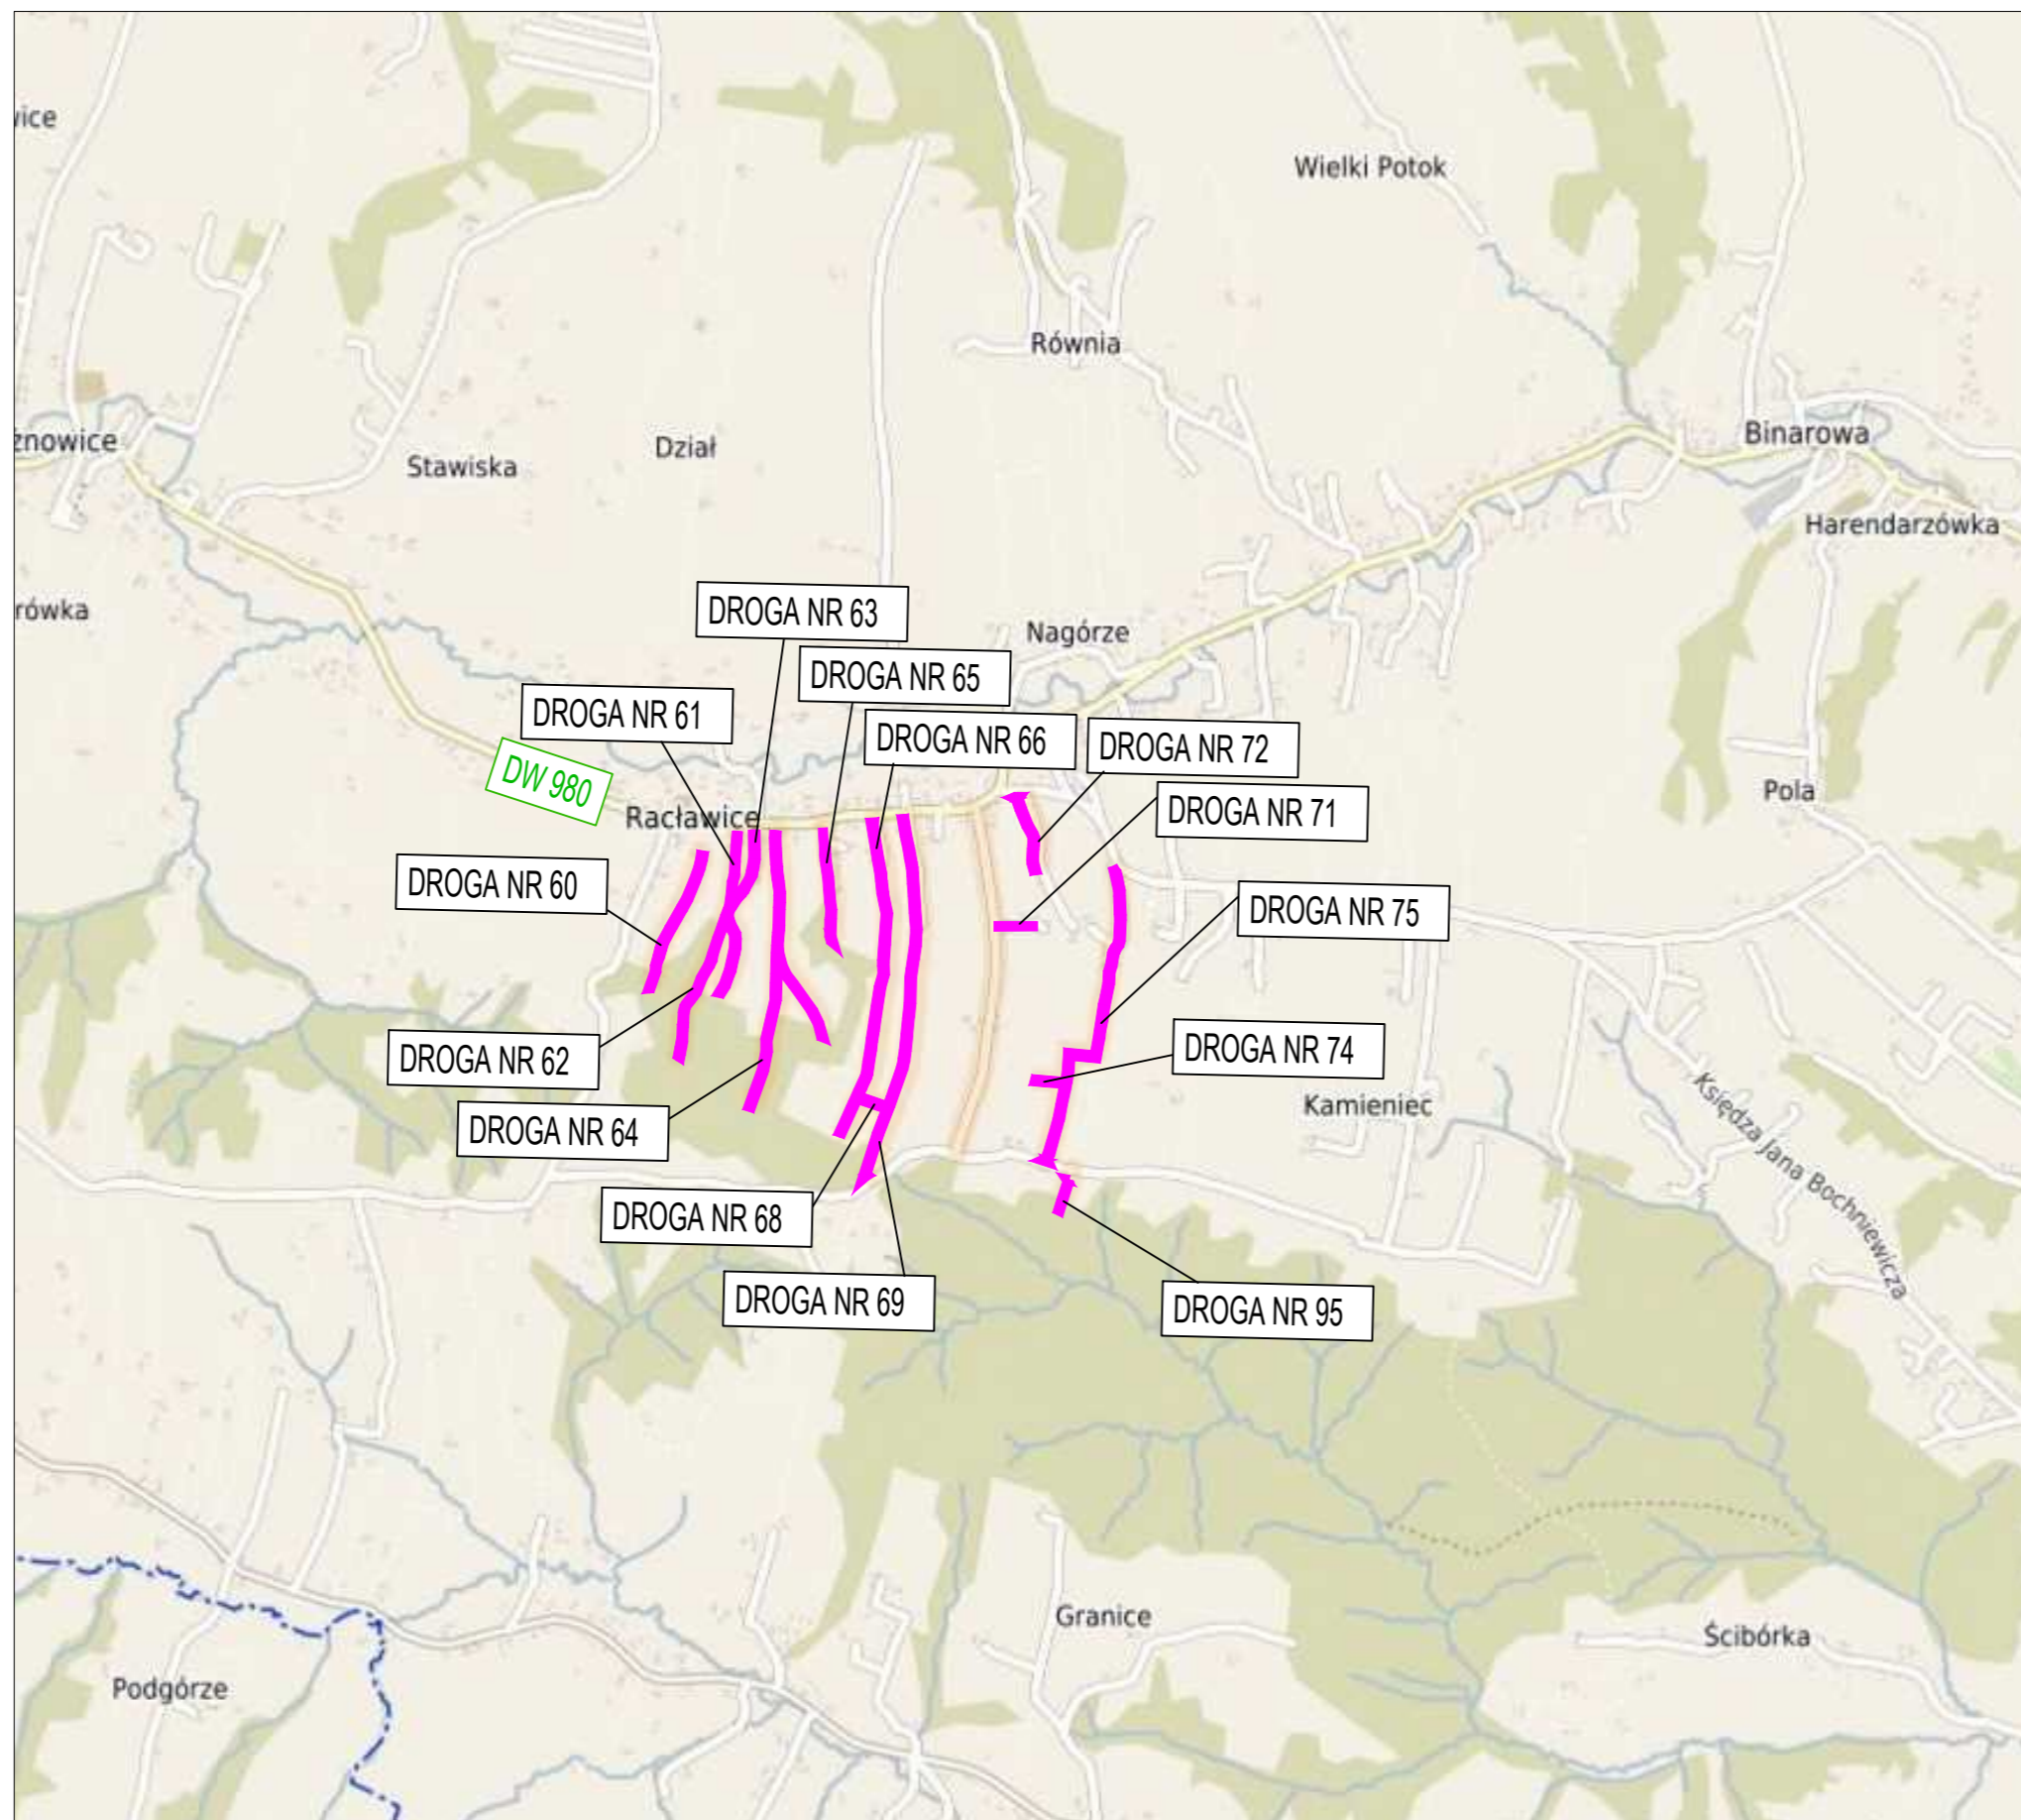 Wielki Potok
Równia
Binarowa
żnowice
Dział
Stawiska
Harendarzówka
DROGA NR 63
rówka
Nagórze
DROGA NR 65
DROGA NR 61
DROGA NR 66
DROGA NR 72
DW 980
Pola
DROGA NR 71
Racławice
DROGA NR 60
DROGA NR 75
DROGA NR 62
DROGA NR 74
Kamieniec
DROGA NR 64
Księdza Jana Bochniewicza
DROGA NR 68
DROGA NR 69
DROGA NR 95
Granice
Ścibórka
Podgórze